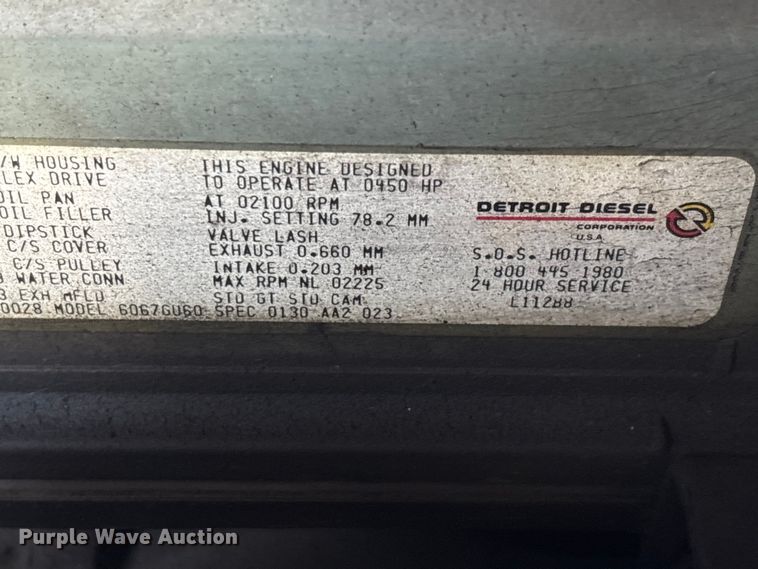 /W HOUSING
LEX DRIVE
OIL PAN
OIL FILLER
DIPSTICK
C/S COVER
C/S PULLEY
WATER CONN
3 EXH MFLD
0028 MODEL 6067GU60 SPEC 0130 AA2 023
THIS ENGINE DESIGNED
TO OPERATE AT 0450 HP
AT 02100 RPM
INJ. SETTING 78.2 MM
VALVE LASH
EXHAUST 0.660 MM
INTAKE 0.203 MM
MAX RPM NL 02225
STD GT STD CAM
DETROIT DIESEL
CORPORATION
U.S.A.
S.O.S. HOTLINE
1 800 445 1980
24 HOUR SERVICE
L11288
Purple Wave Auction